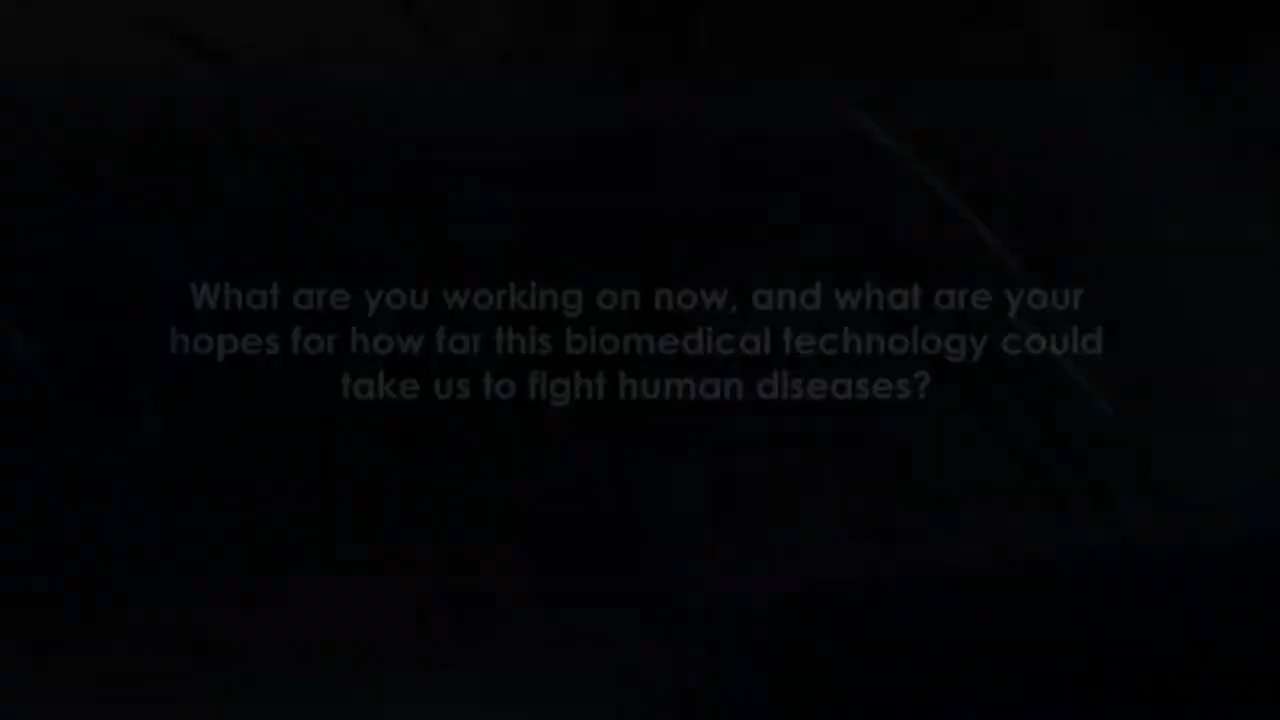 What are you working on now, and what are your
hopes for how far this biomedical technology could
take us to fight human diseases?